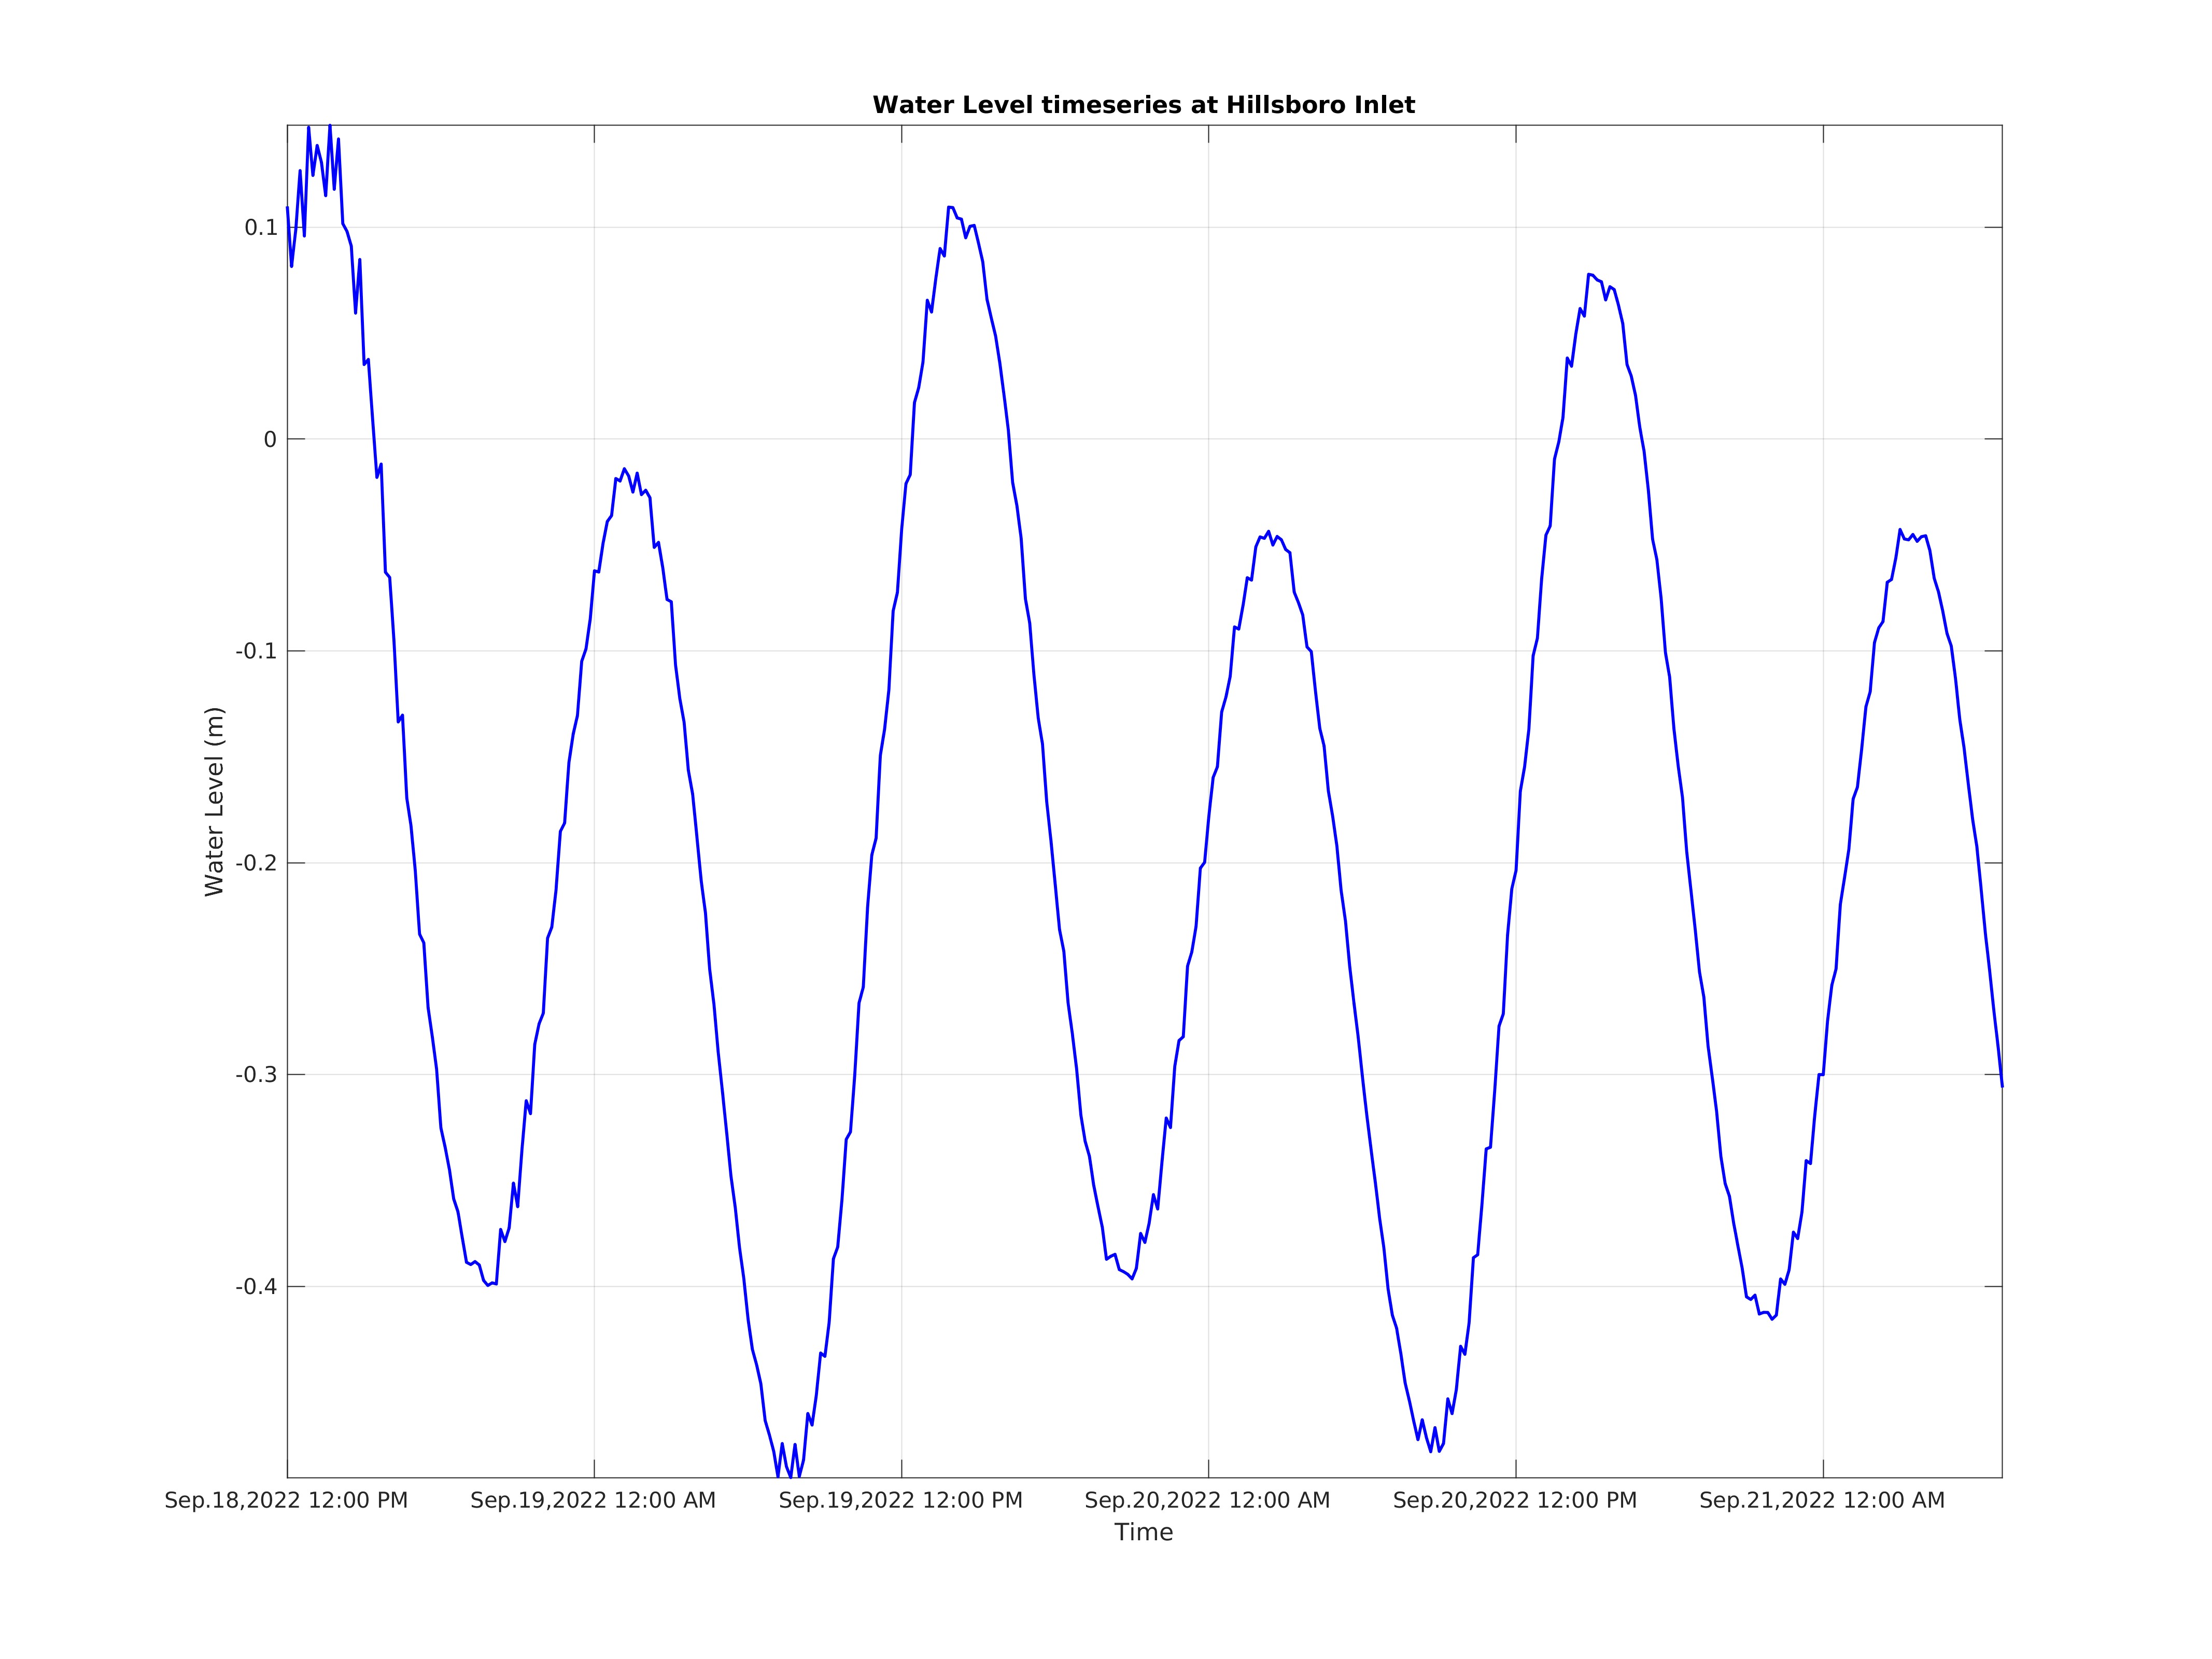 Water Level timeseries at Hillsboro Inlet
0.1
0
-0.1
-0.2
-0.3
-0.4
Water Level (m)
Sep.18,2022 12:00 PM
Sep.19,2022 12:00 AM
Sep.19,2022 12:00 PM
Sep.20,2022 12:00 AM
Sep.20,2022 12:00 PM
Sep.21,2022 12:00 AM
Time